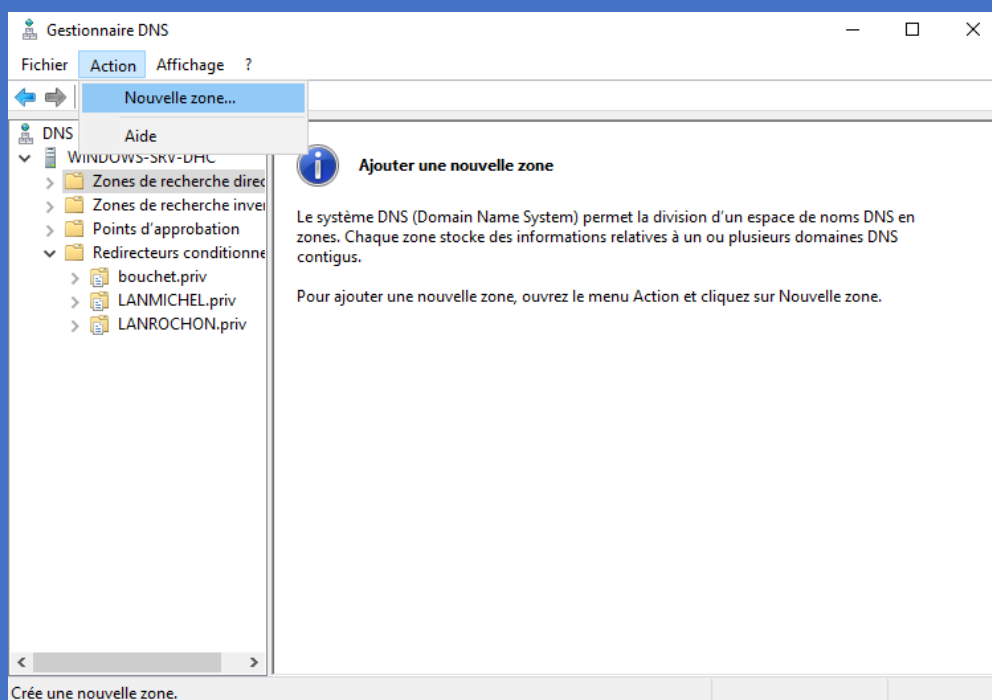 Gestionnaire DNS
Fichier Action Affichage ?
Nouvelle zone...
Aide
DNS
WINDOWS-SRV-DHC
Zones de recherche direc
Zones de recherche inver
Points d'approbation
Redirecteurs conditionne
bouchet.priv
LANMICHEL.priv
LANROCHON.priv
Ajouter une nouvelle zone
Le système DNS (Domain Name System) permet la division d'un espace de noms DNS en
zones. Chaque zone stocke des informations relatives à un ou plusieurs domaines DNS
contigus.
Pour ajouter une nouvelle zone, ouvrez le menu Action et cliquez sur Nouvelle zone.
Crée une nouvelle zone.